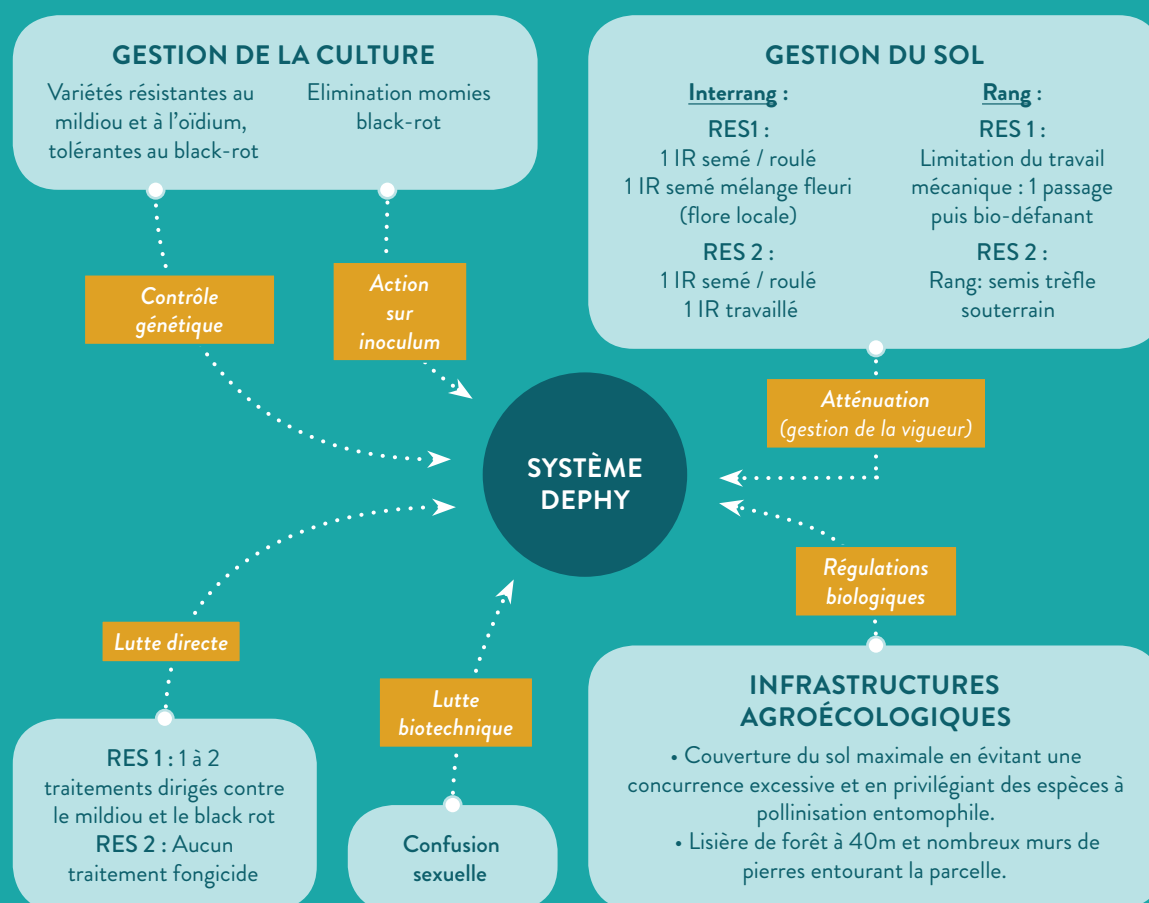 GESTION DE LA CULTURE
Variétés résistantes au
mildiou et à l'oïdium,
tolérantes au black-rot
Elimination momies
black-rot
GESTION DU SOL
Interrang :
RES1 :
1 IR semé / roulé
1 IR semé mélange fleuri
(flore locale)
RES 2 :
1 IR semé / roulé
1 IR travaillé
Rang :
RES 1 :
Limitation du travail
mécanique : 1 passage
puis bio-défanant
RES 2 :
Rang: semis trèfle
souterrain
Contrôle
génétique
Action
sur
inoculum
Atténuation
(gestion de la vigueur)
SYSTÈME
DEPHY
Régulations
biologiques
Lutte directe
Lutte
biotechnique
RES 1 : 1 à 2
traitements dirigés contre
le mildiou et le black rot
RES 2 : Aucun
traitement fongicide
Confusion
sexuelle
INFRASTRUCTURES
AGROÉCOLOGIQUES
• Couverture du sol maximale en évitant une
concurrence excessive et en privilégiant des espèces à
pollinisation entomophile.
• Lisière de forêt à 40m et nombreux murs de
pierres entourant la parcelle.